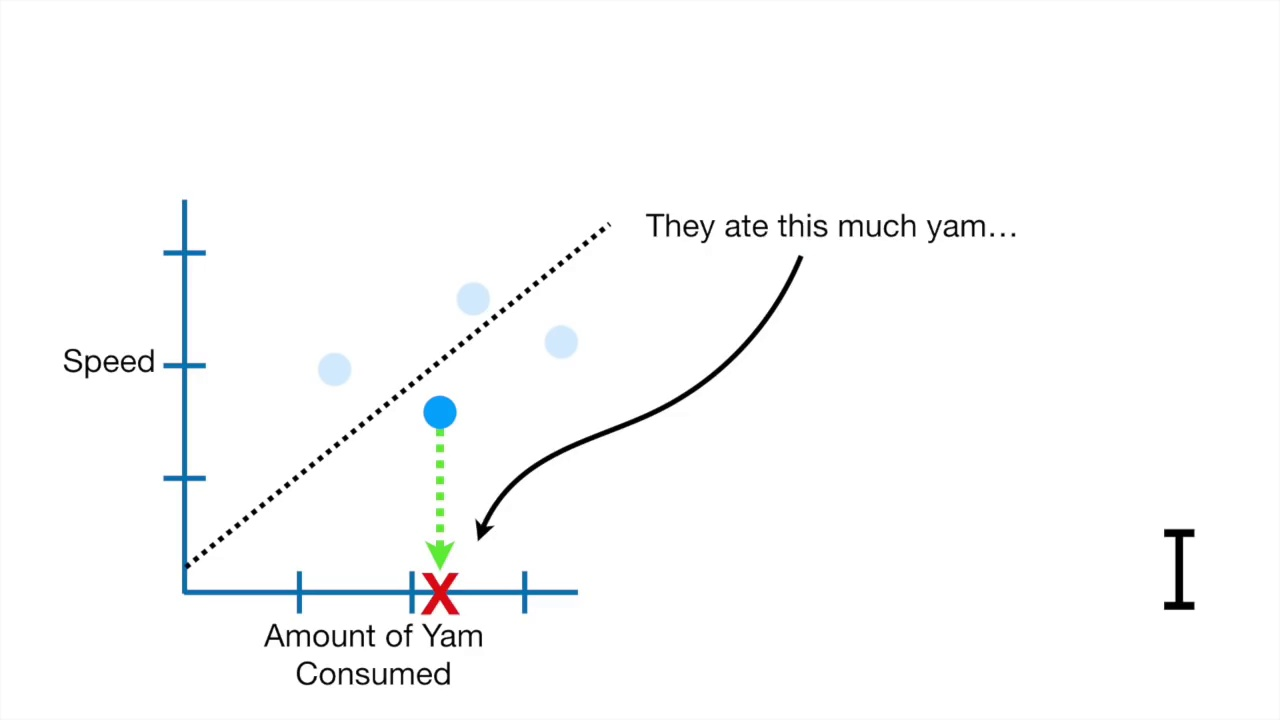 They ate this much yam…
Speed
X
Amount of Yam
Consumed